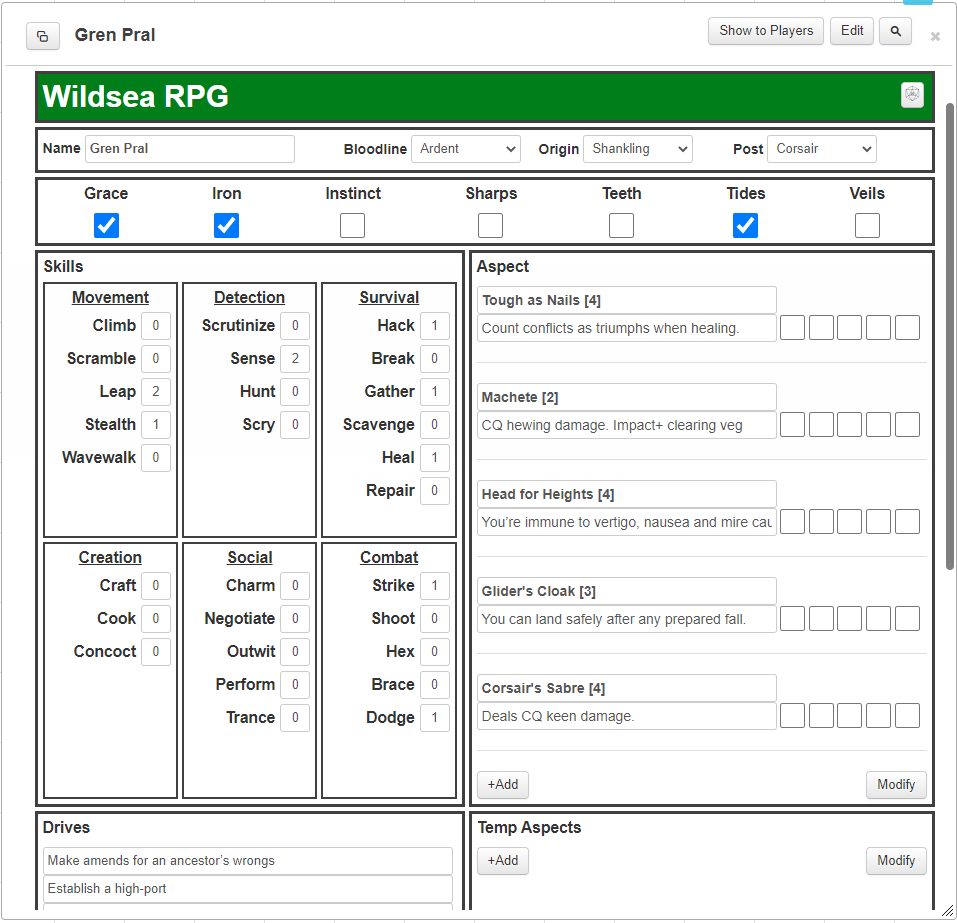 Gren Pral Show to Players Edit
Wildsea RPG
Name Gren Pral Bloodline Ardent Origin Shankling Post Corsair
Grace Iron Instinct Sharps Teeth Tides Veils
Skills
Movement
Climb 0
Scramble 0
Leap 2
Stealth 1
Wavewalk 0
Detection
Scrutinize 0
Sense 2
Hunt 0
Scry 0
Survival
Hack 1
Break 0
Gather 1
Scavenge 0
Heal 1
Repair 0
Creation
Craft 0
Cook 0
Concoct 0
Social
Charm 0
Negotiate 0
Outwit 0
Perform 0
Trance 0
Combat
Strike 1
Shoot 0
Hex 0
Brace 0
Dodge 1
Aspect
Tough as Nails [4]
Count conflicts as triumphs when healing.
Machete [2]
CQ hewing damage. Impact+ clearing veg
Head for Heights [4]
You’re immune to vertigo, nausea and mire cau
Glider's Cloak [3]
You can land safely after any prepared fall.
Corsair's Sabre [4]
Deals CQ keen damage.
+Add Modify
Drives
Make amends for an ancestor’s wrongs
Establish a high-port
Temp Aspects
+Add Modify